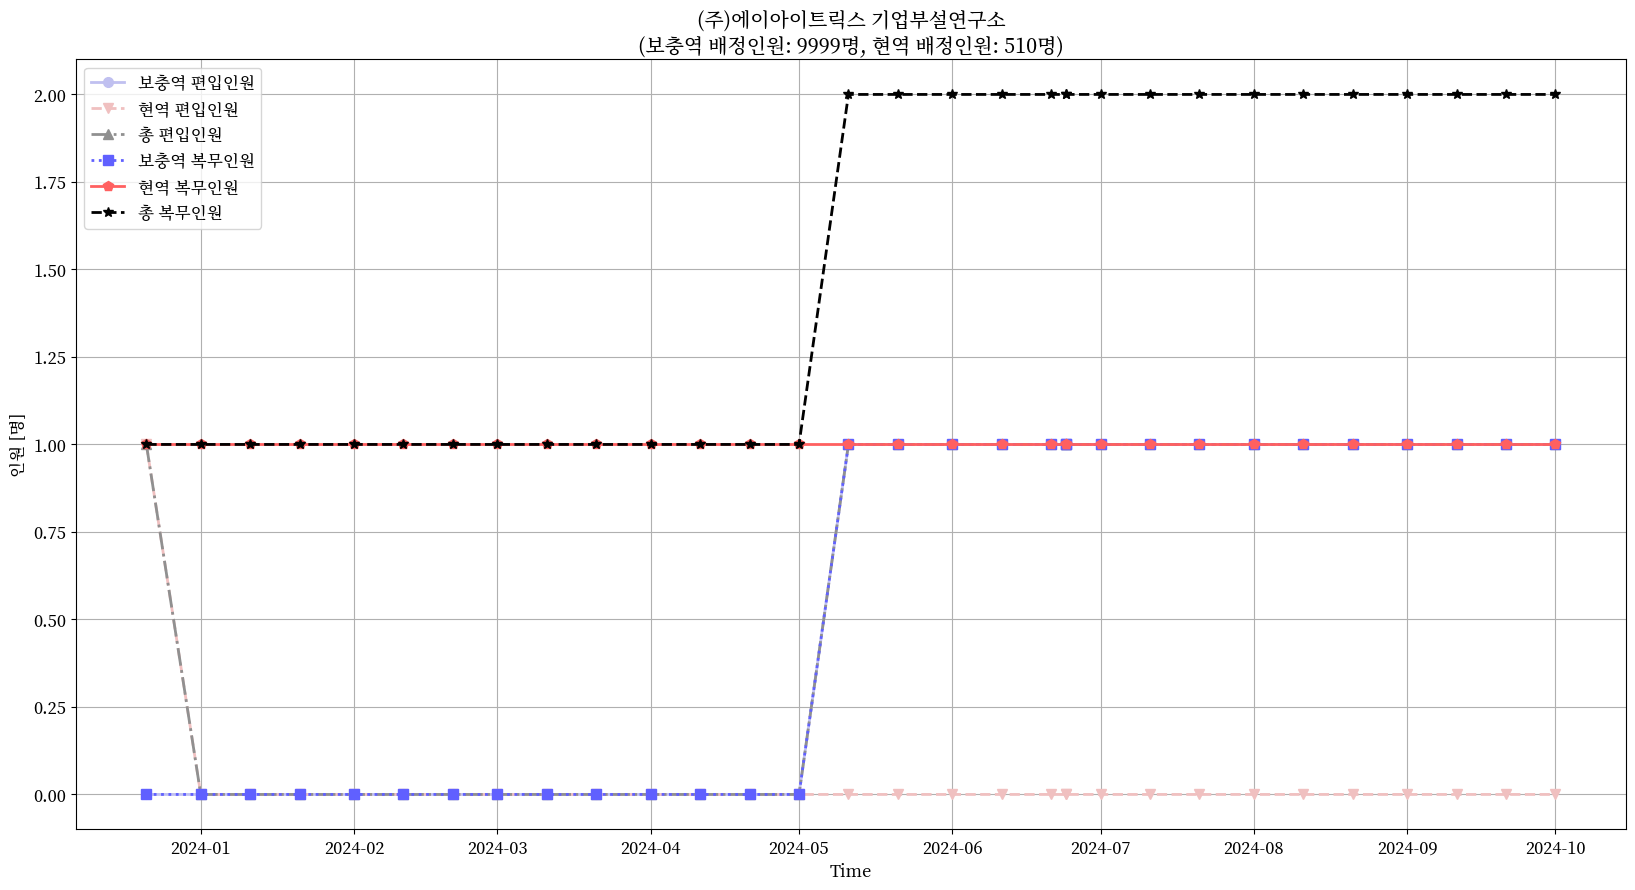 (주)에이아이트릭스 기업부설연구소
(보충역 배정인원: 9999명, 현역 배정인원: 510명)
보충역 편입인원
현역 편입인원
총 편입인원
보충역 복무인원
현역 복무인원
총 복무인원
2.00
1.75
1.50
1.25
1.00
0.75
0.50
0.25
0.00
인원 [명]
2024-01 2024-02 2024-03 2024-04 2024-05 2024-06 2024-07 2024-08 2024-09 2024-10
Time